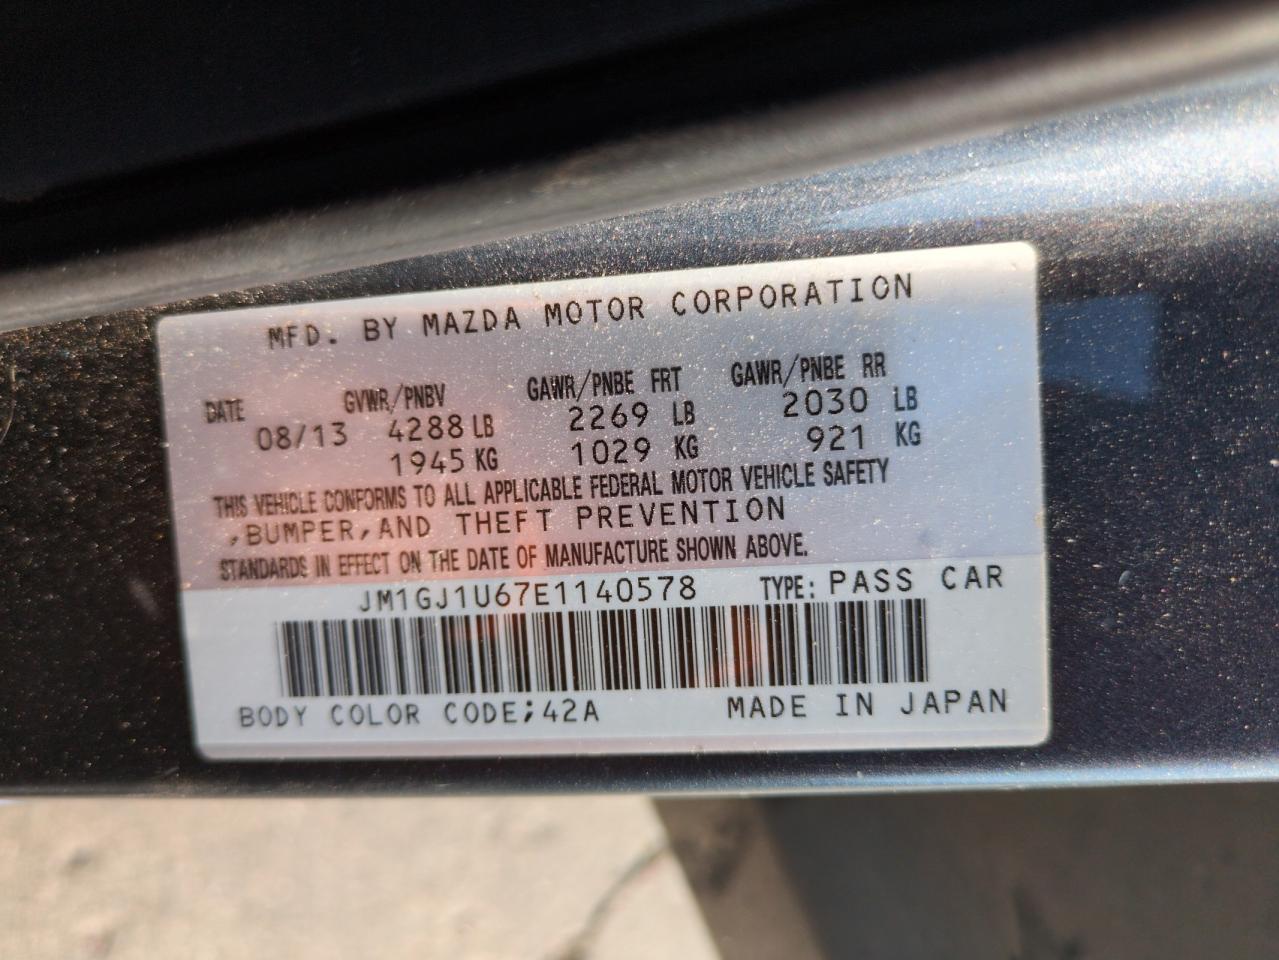 MFD. BY MAZDA MOTOR CORPORATION
DATE GVWR/PNBV GAWR/PNBE FRT GAWR/PNBE RR
08/13 4288 LB 2269 LB 2030 LB
1945 KG 1029 KG 921 KG
THIS VEHICLE CONFORMS TO ALL APPLICABLE FEDERAL MOTOR VEHICLE SAFETY
,BUMPER,AND THEFT PREVENTION
STANDARDS IN EFFECT ON THE DATE OF MANUFACTURE SHOWN ABOVE.
JM1GJ1U67E1140578 TYPE: PASS CAR
BODY COLOR CODE;42A MADE IN JAPAN